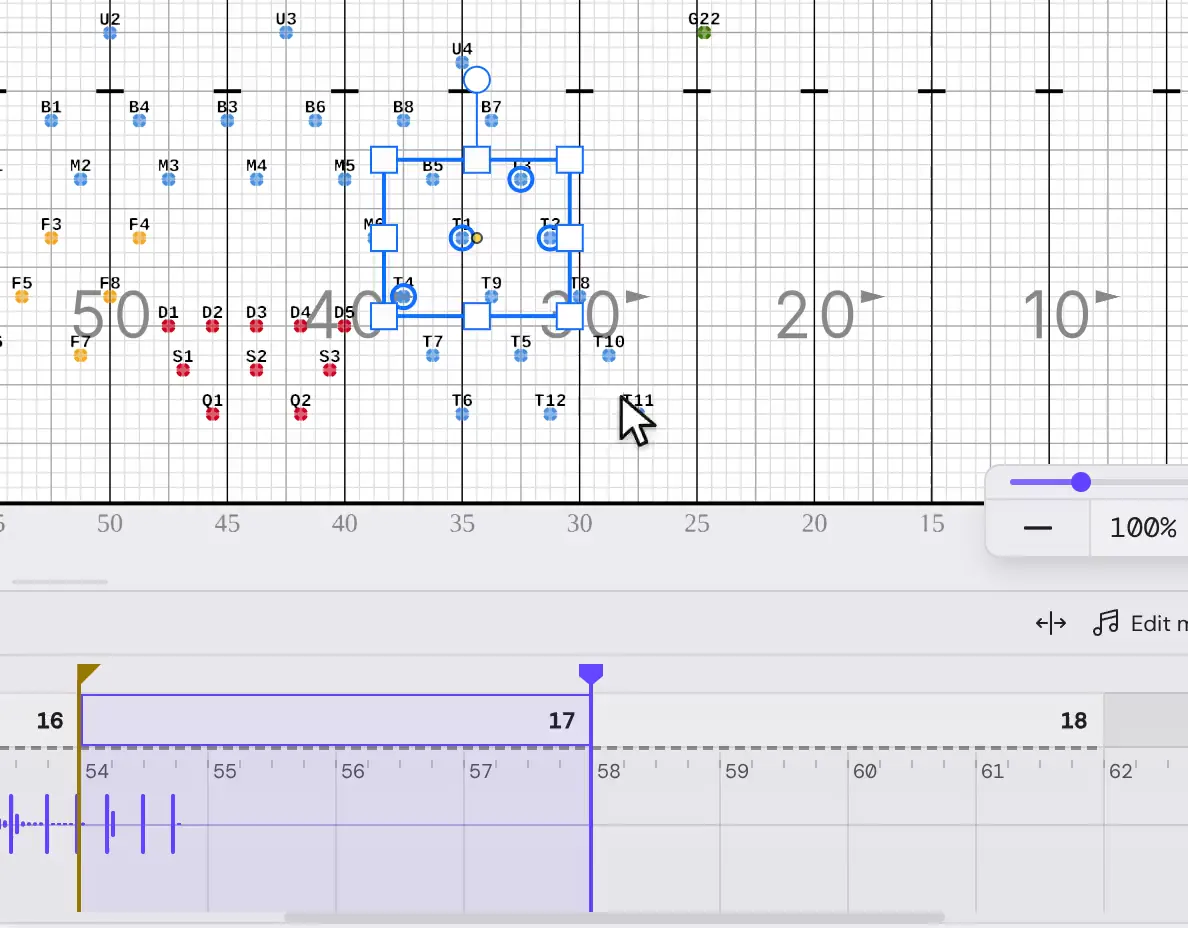 U2 U3 G22
U4
B1 B4 B3 B6 B8 B7
M2 M3 M4 M5 B5
F3 F4 T1 T2
F5 F8 T4 T9 T8
50 40 30 20 10
D1 D2 D3 D4 D5
F7 T7 T5 T10
S1 S2 S3
Q1 Q2 T6 T12 T11
50 45 40 35 30 25 20 15
100%
Edit
16 17 18
54 55 56 57 58 59 60 61 62